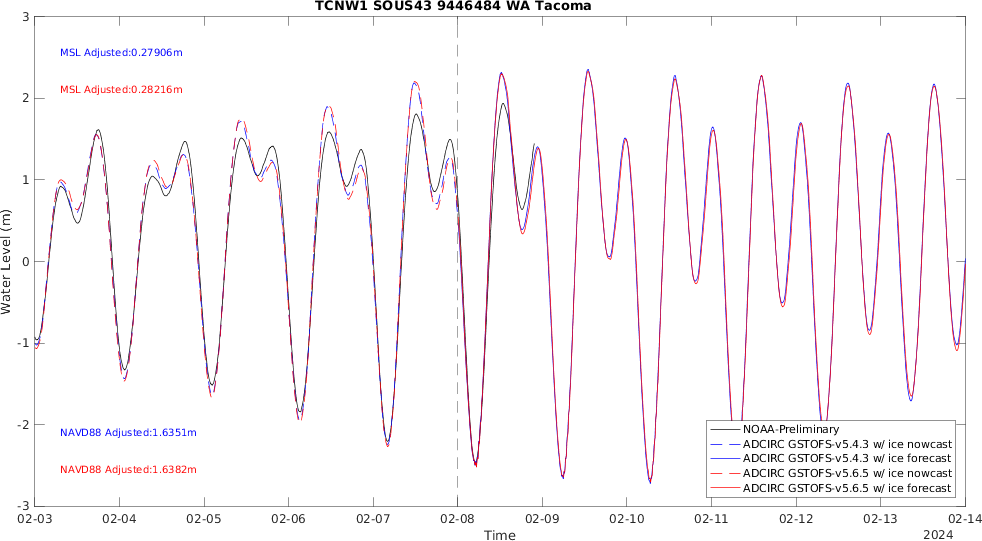 TCNW1 SOUS43 9446484 WA Tacoma
3
2
1
0
-1
-2
-3
Water Level (m)
MSL Adjusted:0.27906m
MSL Adjusted:0.28216m
NAVD88 Adjusted:1.6351m
NAVD88 Adjusted:1.6382m
NOAA-Preliminary
ADCIRC GSTOFS-v5.4.3 w/ ice nowcast
ADCIRC GSTOFS-v5.4.3 w/ ice forecast
ADCIRC GSTOFS-v5.6.5 w/ ice nowcast
ADCIRC GSTOFS-v5.6.5 w/ ice forecast
02-03 02-04 02-05 02-06 02-07 02-08 02-09 02-10 02-11 02-12 02-13 02-14
Time
2024